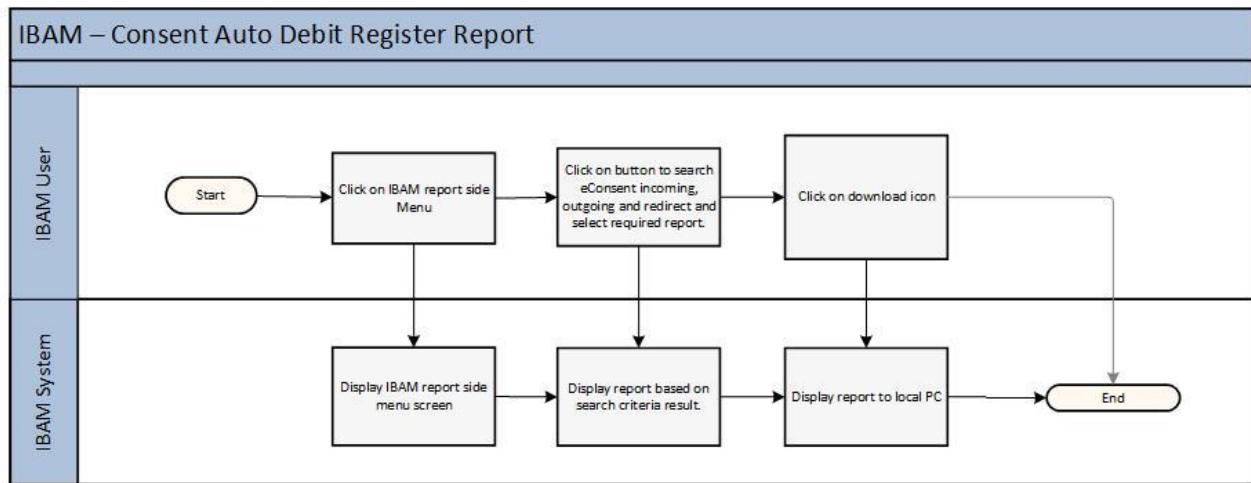 IBAM – Consent Auto Debit Register Report
IBAM User
Start
Click on IBAM report side
Menu
Click on button to search
eConsent incoming,
outgoing and redirect and
select required report.
Click on download icon
IBAM System
Display IBAM report side
menu screen
Display report based on
search criteria result.
Display report to local PC
End